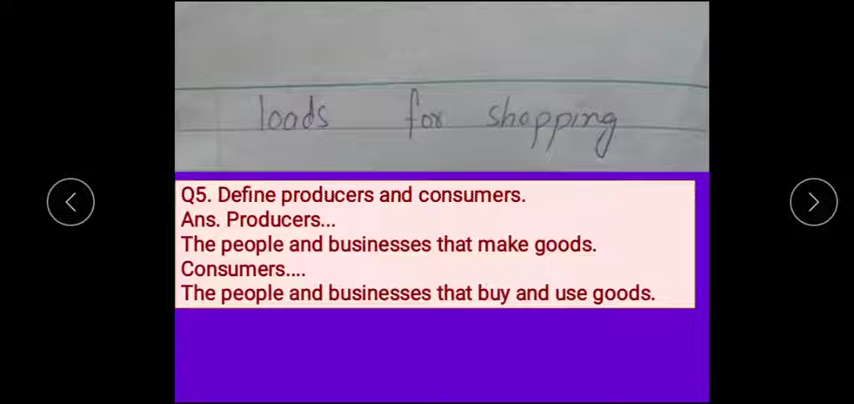 loads for shopping
Q5. Define producers and consumers.
Ans. Producers...
The people and businesses that make goods.
Consumers....
The people and businesses that buy and use goods.